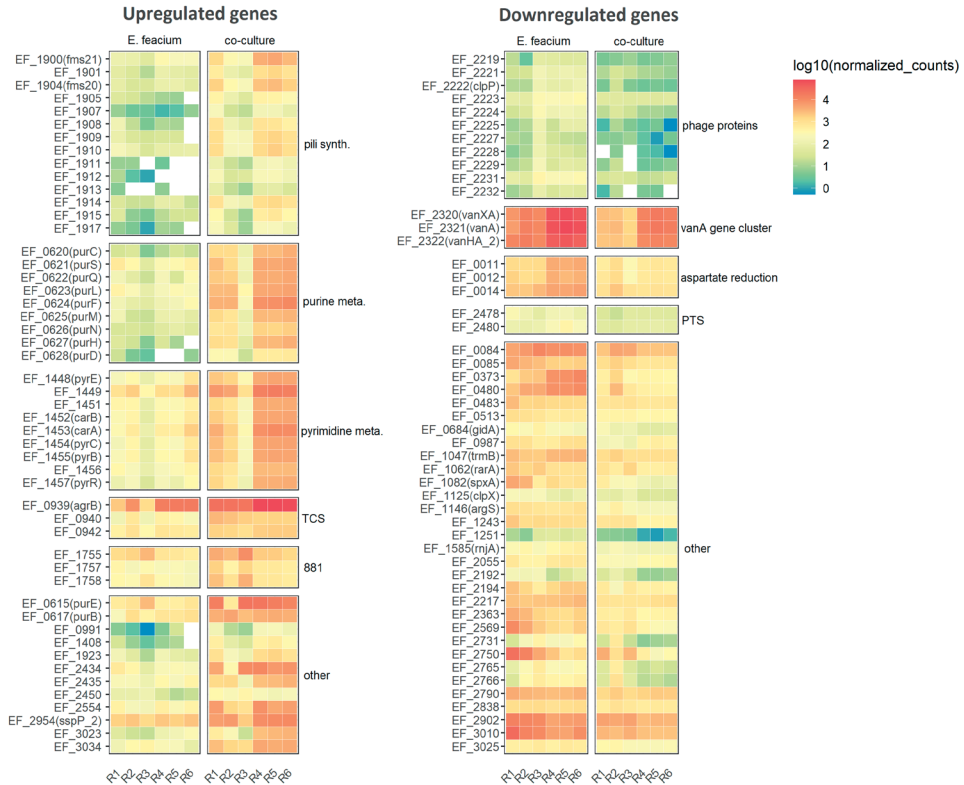 Upregulated genes
E. feacium
co-culture
EF_1900(fms21)
EF_1901
EF_1904(fms20)
EF_1905
EF_1907
EF_1908
EF_1909
EF_1910
EF_1911
EF_1912
EF_1913
EF_1914
EF_1915
EF_1917
pili synth.
EF_0620(purC)
EF_0621(purS)
EF_0622(purQ)
EF_0623(purL)
EF_0624(purF)
EF_0625(purM)
EF_0626(purN)
EF_0627(purH)
EF_0628(purD)
purine meta.
EF_1448(pyrE)
EF_1449
EF_1451
EF_1452(carB)
EF_1453(carA)
EF_1454(pyrC)
EF_1455(pyrB)
EF_1456
EF_1457(pyrR)
pyrimidine meta.
EF_0939(agrB)
EF_0940
EF_0942
TCS
EF_1755
EF_1757
EF_1758
881
EF_0615(purE)
EF_0617(purB)
EF_0991
EF_1408
EF_1923
EF_2434
EF_2435
EF_2450
EF_2554
EF_2954(sspP_2)
EF_3023
EF_3034
other
R1 R2 R3 R4 R5 R6
R1 R2 R3 R4 R5 R6
Downregulated genes
E. feacium
co-culture
EF_2219
EF_2221
EF_2222(clpP)
EF_2223
EF_2224
EF_2225
EF_2227
EF_2228
EF_2229
EF_2231
EF_2232
phage proteins
EF_2320(vanXA)
EF_2321(vanA)
EF_2322(vanHA_2)
vanA gene cluster
EF_0011
EF_0012
EF_0014
aspartate reduction
EF_2478
EF_2480
PTS
EF_0084
EF_0085
EF_0373
EF_0480
EF_0483
EF_0513
EF_0684(gidA)
EF_0987
EF_1047(trmB)
EF_1062(rarA)
EF_1082(spxA)
EF_1125(clpX)
EF_1146(argS)
EF_1243
EF_1251
EF_1585(rnjA)
EF_2055
EF_2192
EF_2194
EF_2217
EF_2363
EF_2569
EF_2731
EF_2750
EF_2765
EF_2766
EF_2790
EF_2838
EF_2902
EF_3010
EF_3025
other
R1 R2 R3 R4 R5 R6
R1 R2 R3 R4 R5 R6
log10(normalized_counts)
4
3
2
1
0